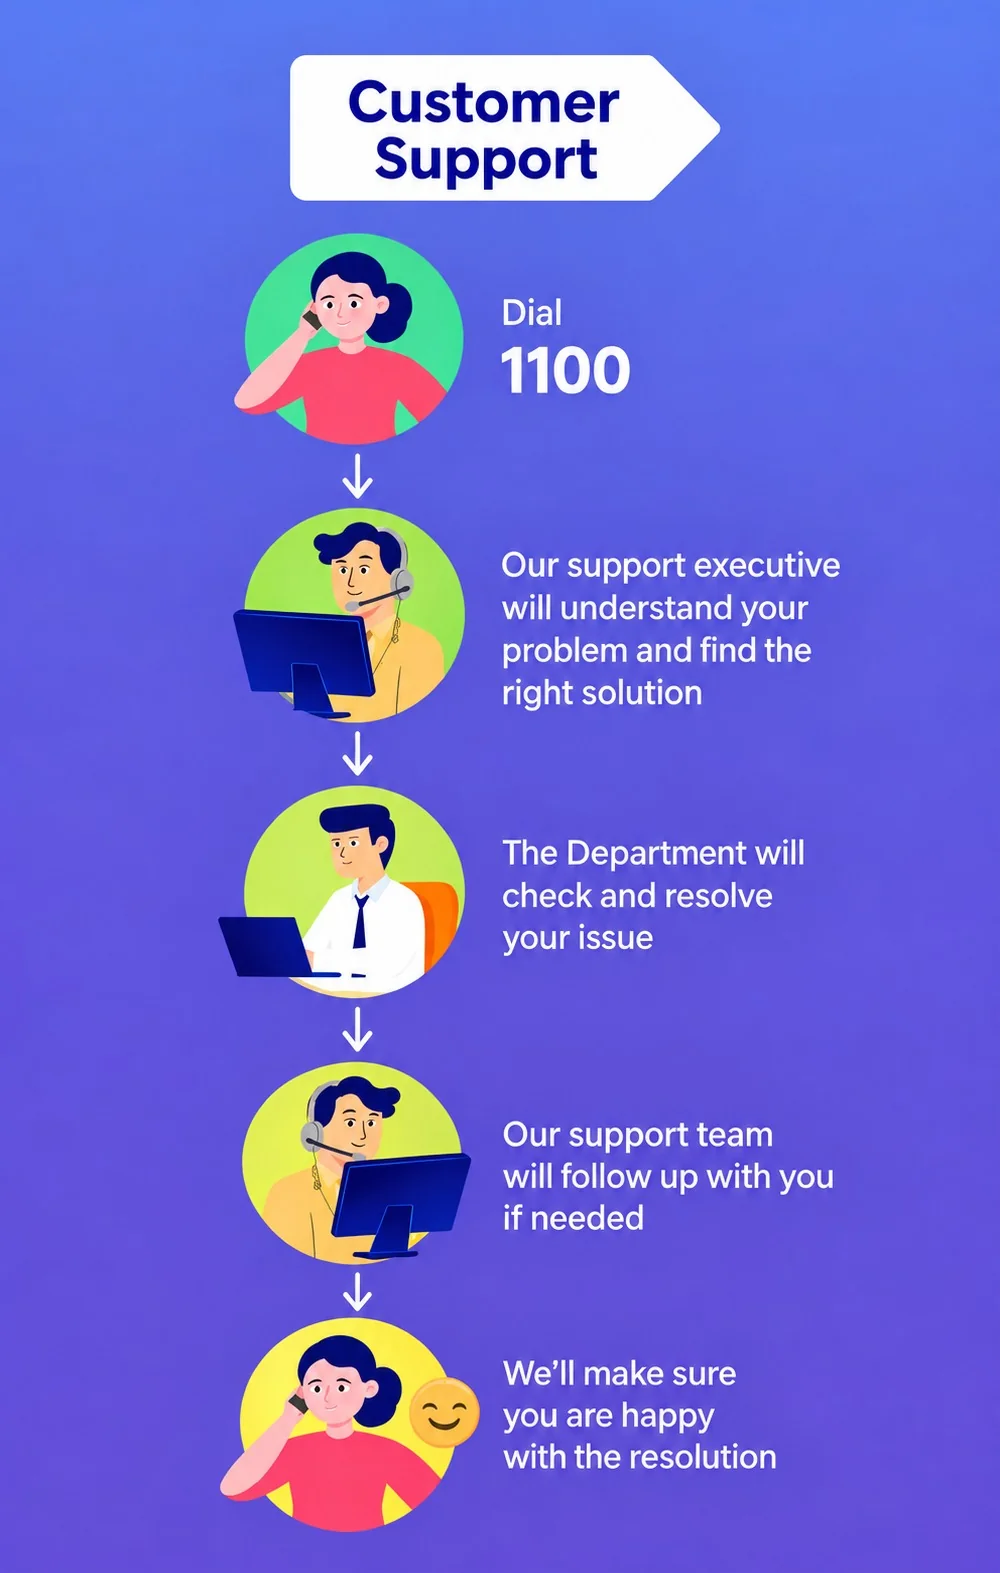 Customer
Support
Dial
1100
Our support executive
will understand your
problem and find the
right solution
The Department will
check and resolve
your issue
Our support team
will follow up with you
if needed
We’ll make sure
you are happy
with the resolution